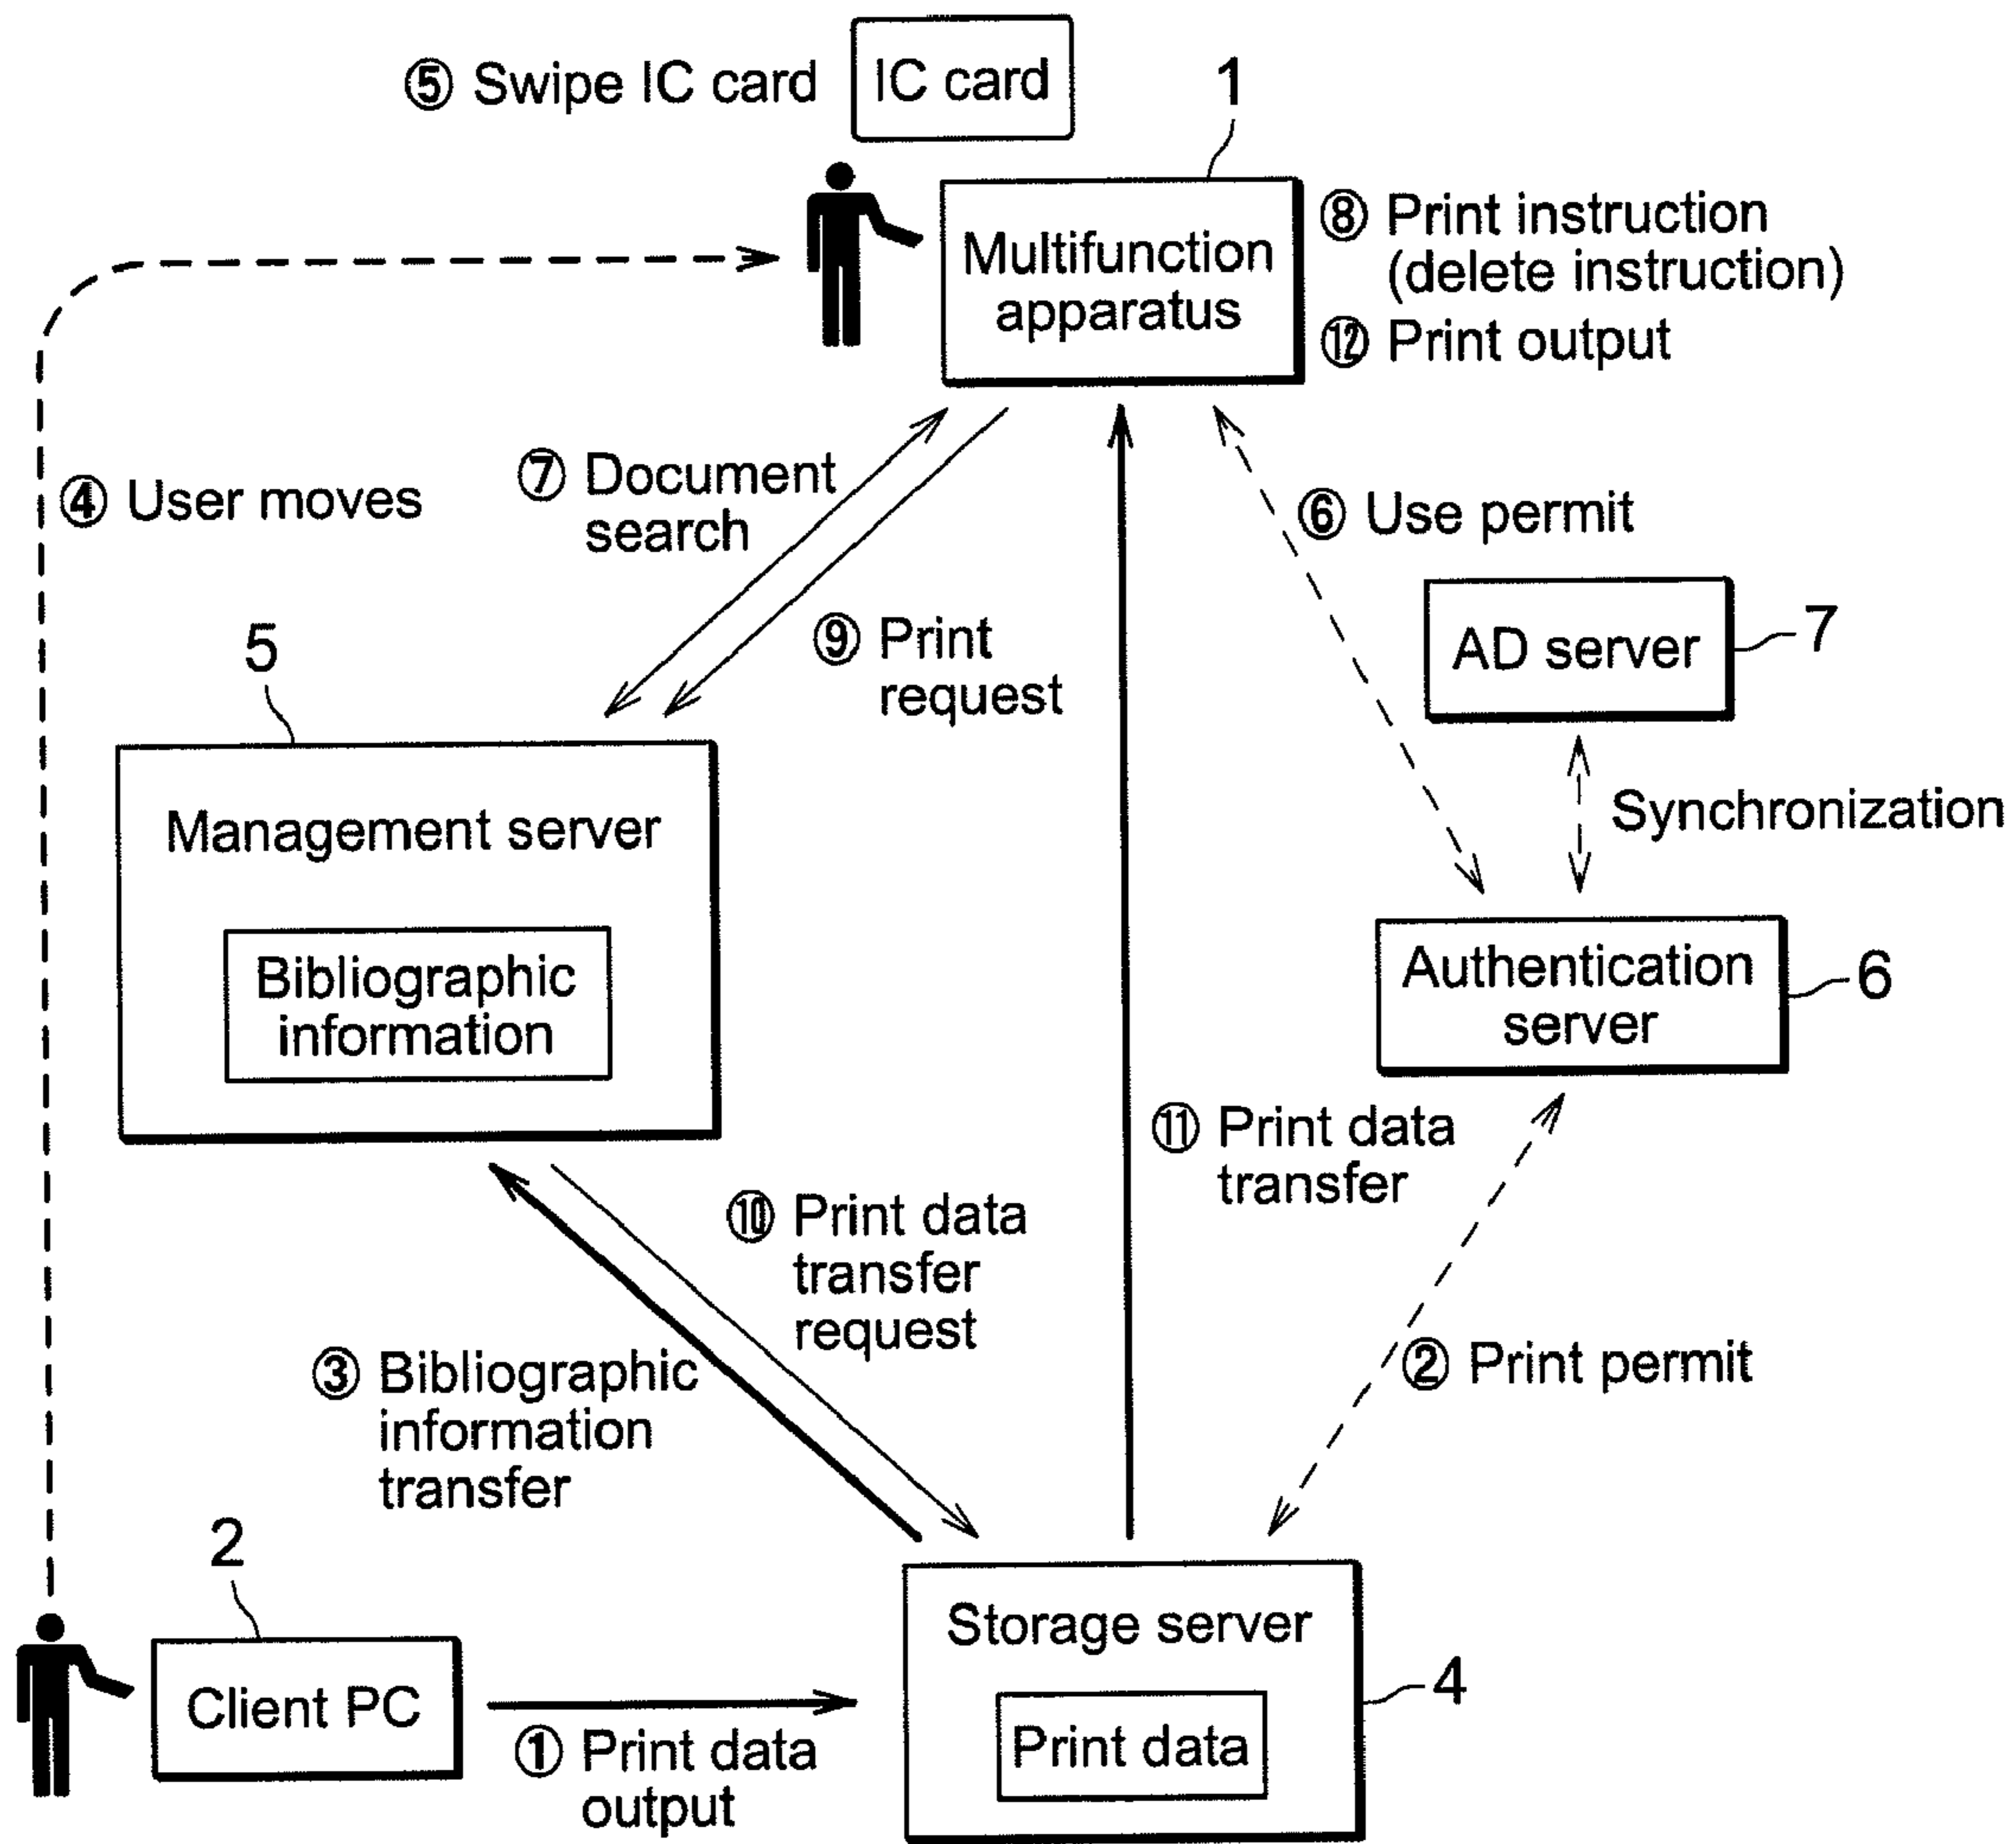 ⑤ Swipe IC card
IC card
1
Multifunction
apparatus
⑧ Print instruction
(delete instruction)
⑫ Print output
④ User moves
⑦ Document
search
⑥ Use permit
⑨ Print
request
AD server
7
5
Synchronization
Management server
Bibliographic
information
Authentication
server
6
⑪ Print data
transfer
⑩ Print data
transfer
request
③ Bibliographic
information
transfer
② Print permit
2
Client PC
① Print data
output
Storage server
Print data
4